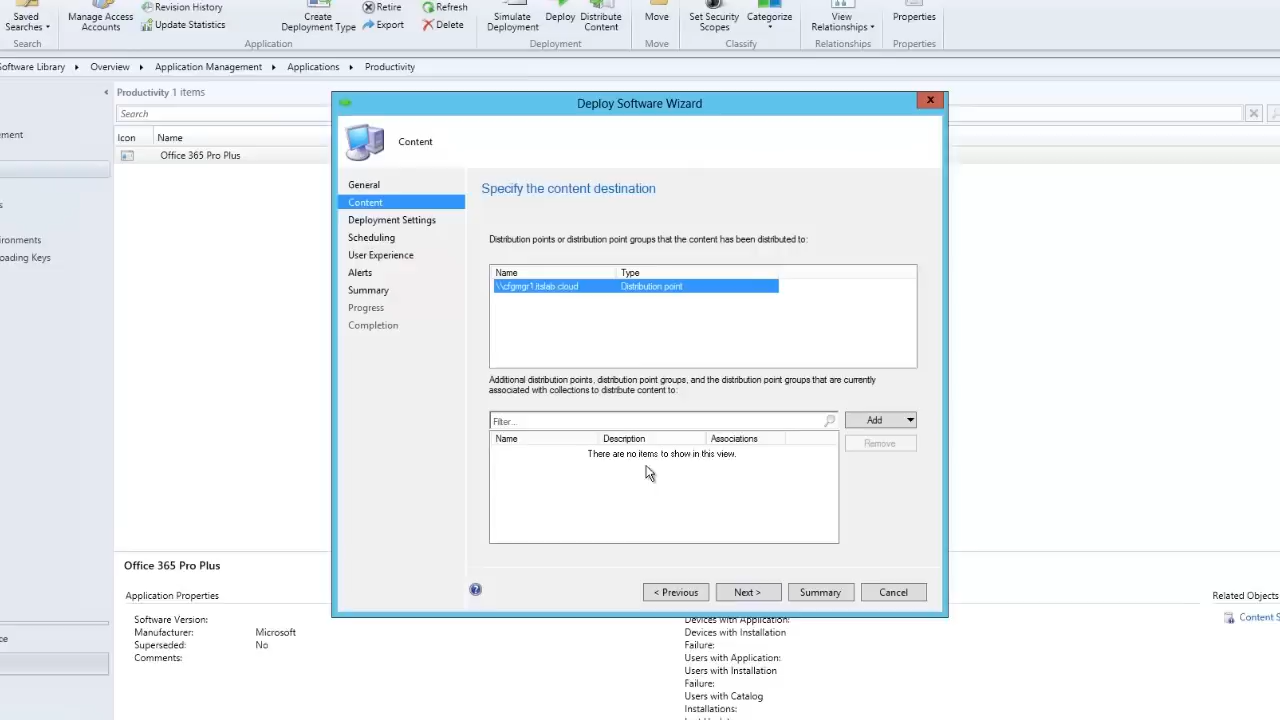 Saved Searches
Search
Manage Access Accounts
Revision History
Update Statistics
Create Deployment Type
Retire
Export
Refresh
Delete
Application
Simulate Deployment
Deploy
Distribute Content
Deployment
Move
Move
Set Security Scopes
Categorize
Classify
View Relationships
Relationships
Properties
Properties
oftware Library ▸ Overview ▸ Application Management ▸ Applications ▸ Productivity
Productivity 1 items
Search
Icon Name
Office 365 Pro Plus
ement
s
ironments
oading Keys
ce
Deploy Software Wizard
x
Content
General
Content
Deployment Settings
Scheduling
User Experience
Alerts
Summary
Progress
Completion
Specify the content destination
Distribution points or distribution point groups that the content has been distributed to:
Name Type
\\cfgmgr1.itslab.cloud Distribution point
Additional distribution points, distribution point groups, and the distribution point groups that are currently
associated with collections to distribute content to:
Filter...
Add
Remove
Name Description Associations
There are no items to show in this view.
< Previous
Next >
Summary
Cancel
Office 365 Pro Plus
Application Properties
Software Version:
Manufacturer: Microsoft
Superseded: No
Comments:
Devices with Application:
Devices with Installation
Failure:
Users with Application:
Users with Installation
Failure:
Users with Catalog
Installations:
Related Objects
Content S